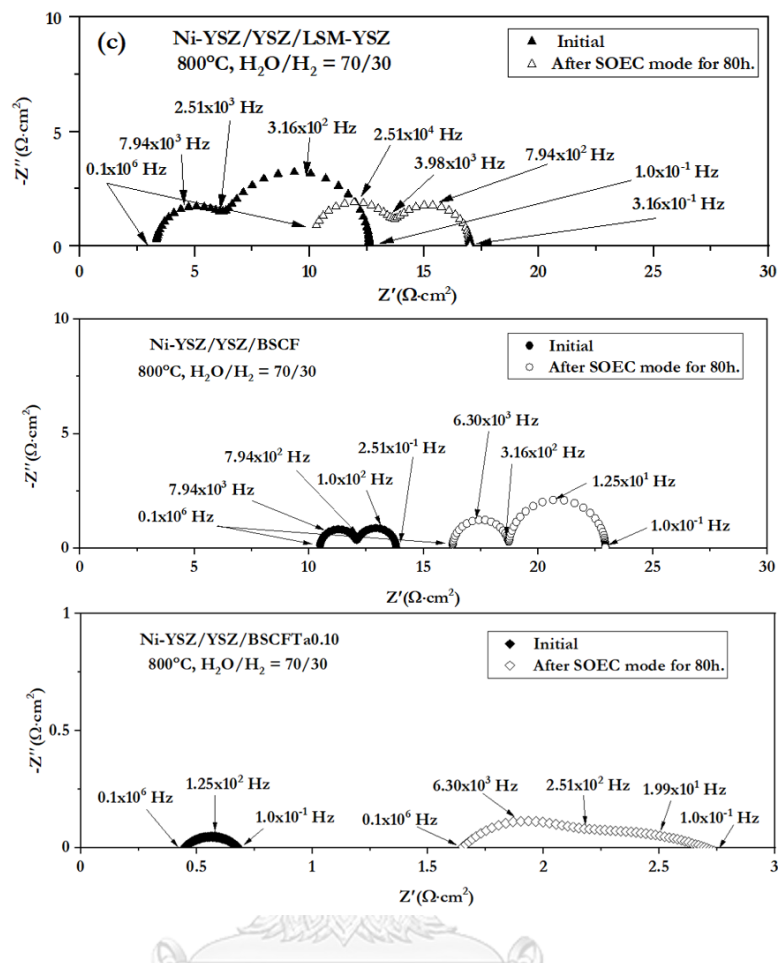 (c)
Ni-YSZ/YSZ/LSM-YSZ
800°C, H₂O/H₂ = 70/30
▲ Initial
△ After SOEC mode for 80h.
2.51x10³ Hz
7.94x10³ Hz
0.1x10⁶ Hz
3.16x10² Hz
2.51x10⁴ Hz
3.98x10³ Hz
7.94x10² Hz
1.0x10⁻¹ Hz
3.16x10⁻¹ Hz
-Z''(Ω·cm²)
10
5
0
0 5 10 15 20 25 30
Z'(Ω·cm²)
Ni-YSZ/YSZ/BSCF
800°C, H₂O/H₂ = 70/30
● Initial
○ After SOEC mode for 80h.
7.94x10² Hz
7.94x10³ Hz
0.1x10⁶ Hz
1.0x10² Hz
2.51x10⁻¹ Hz
6.30x10³ Hz
3.16x10² Hz
1.25x10¹ Hz
1.0x10⁻¹ Hz
-Z''(Ω·cm²)
10
5
0
0 5 10 15 20 25 30
Z'(Ω·cm²)
Ni-YSZ/YSZ/BSCFTa0.10
800°C, H₂O/H₂ = 70/30
◆ Initial
◇ After SOEC mode for 80h.
0.1x10⁶ Hz
1.25x10² Hz
1.0x10⁻¹ Hz
0.1x10⁶ Hz
6.30x10³ Hz
2.51x10² Hz
1.99x10¹ Hz
1.0x10⁻¹ Hz
-Z''(Ω·cm²)
1
0.5
0
0 0.5 1 1.5 2 2.5 3
Z'(Ω·cm²)